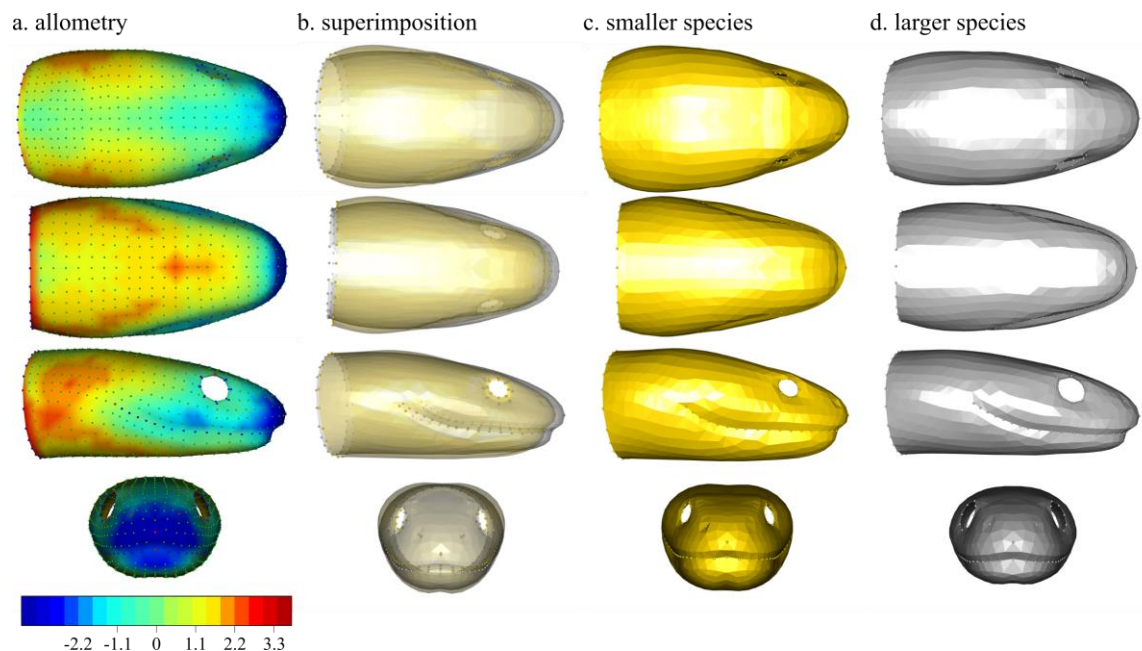 a. allometry b. superimposition c. smaller species d. larger species
-2.2 -1.1 0 1.1 2.2 3.3